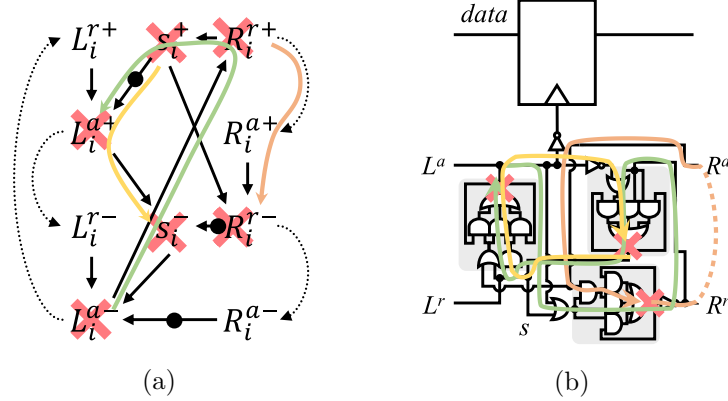 L_i^{r+} s_i^+ R_i^{r+}
L_i^{a+} R_i^{a+}
L_i^{r-} s_i^- R_i^{r-}
L_i^{a-} R_i^{a-}
(a)
data
L^a R^a
L^r R^r
s
(b)